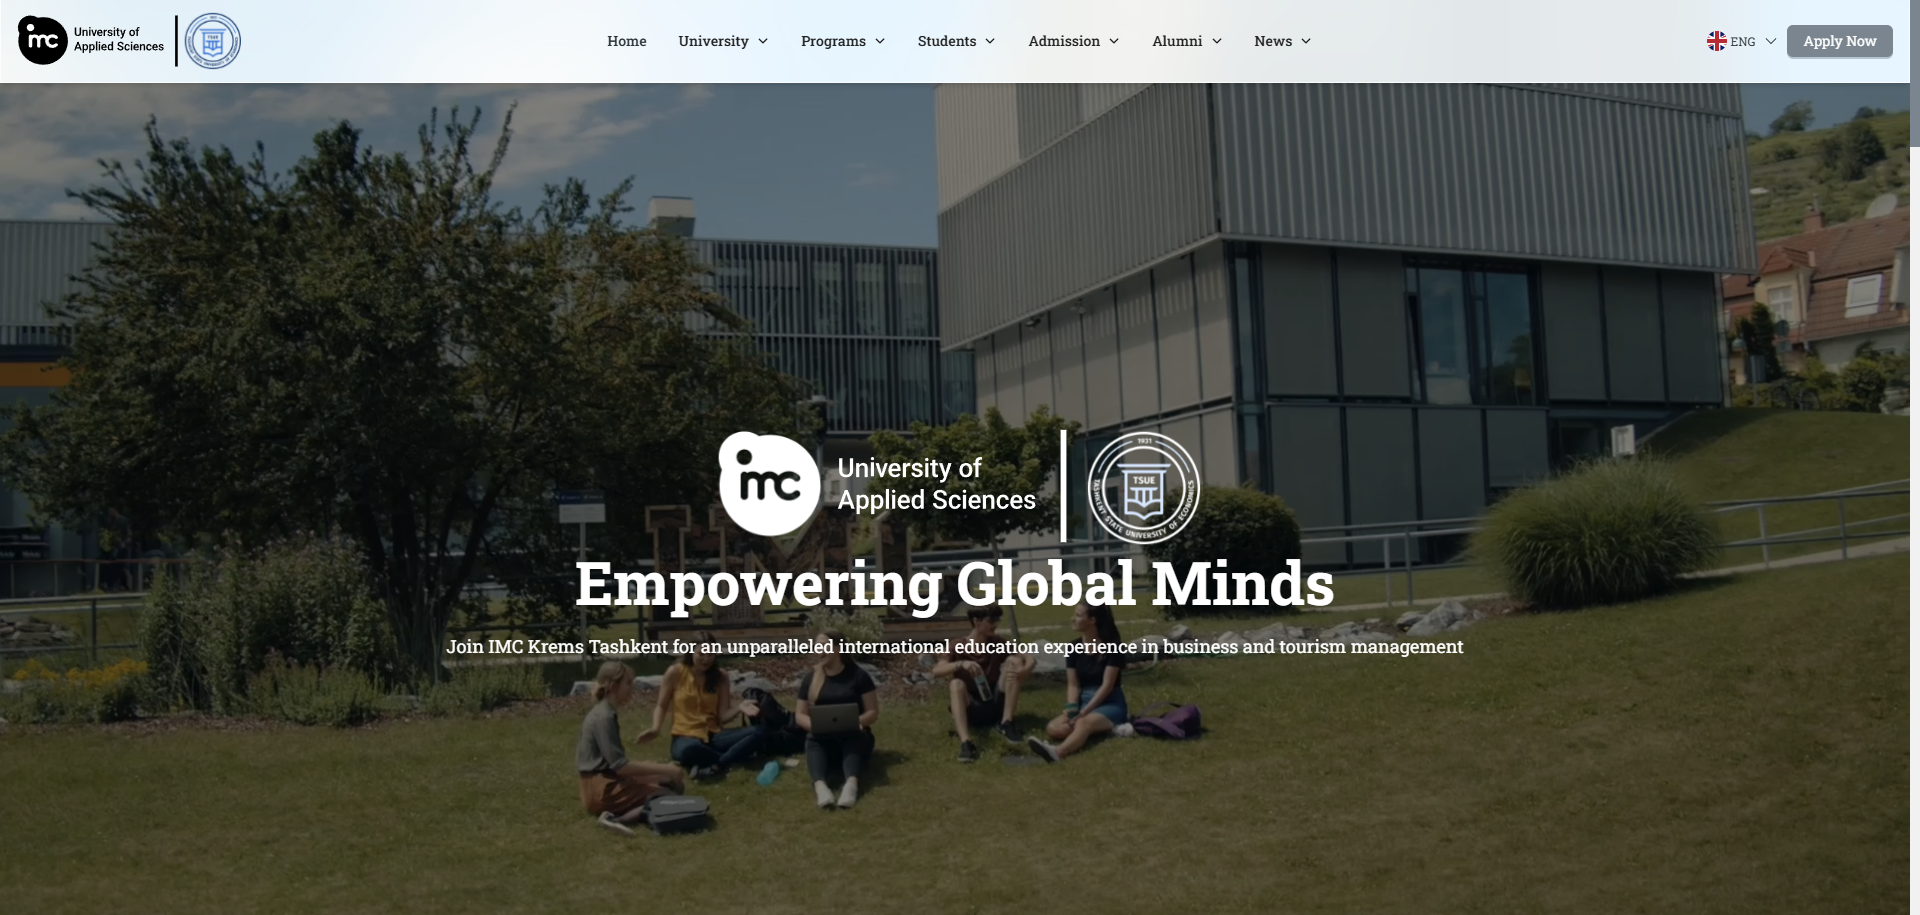 imc
University of
Applied Sciences
Home
University
Programs
Students
Admission
Alumni
News
ENG
Apply Now
imc
University of
Applied Sciences
1931
TSUE
TASHKENT STATE UNIVERSITY OF ECONOMICS
Empowering Global Minds
Join IMC Krems Tashkent for an unparalleled international education experience in business and tourism management